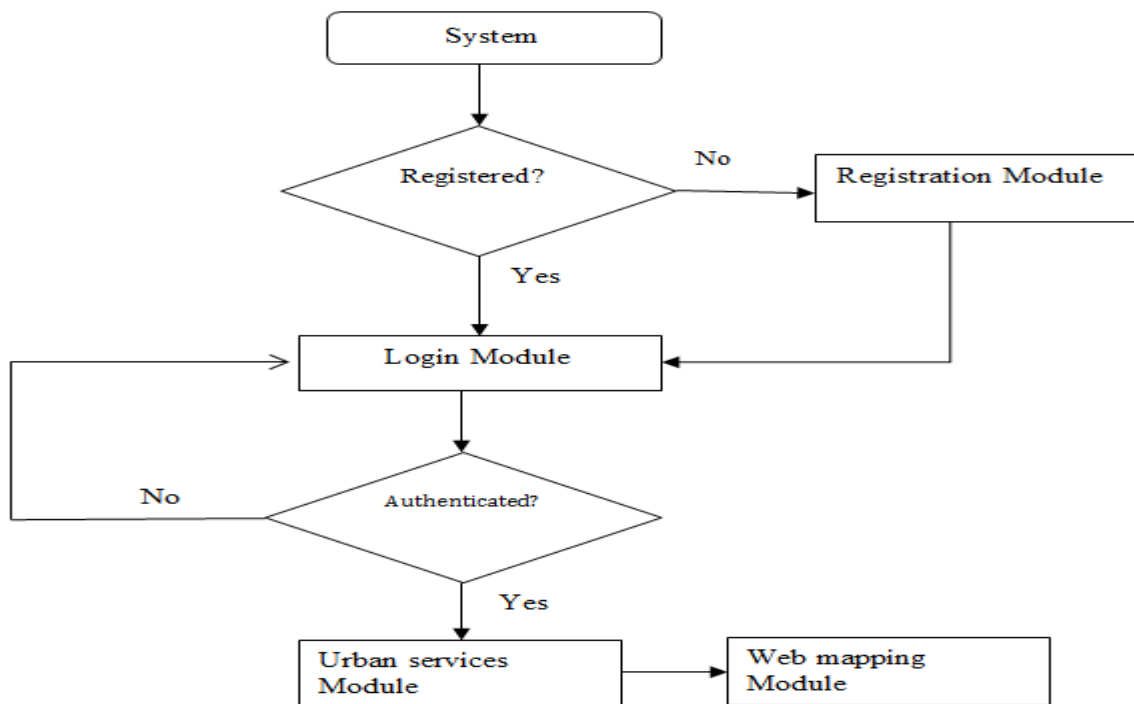 System
Registered?
No
Registration Module
Yes
Login Module
No
Authenticated?
Yes
Urban services
Module
Web mapping
Module